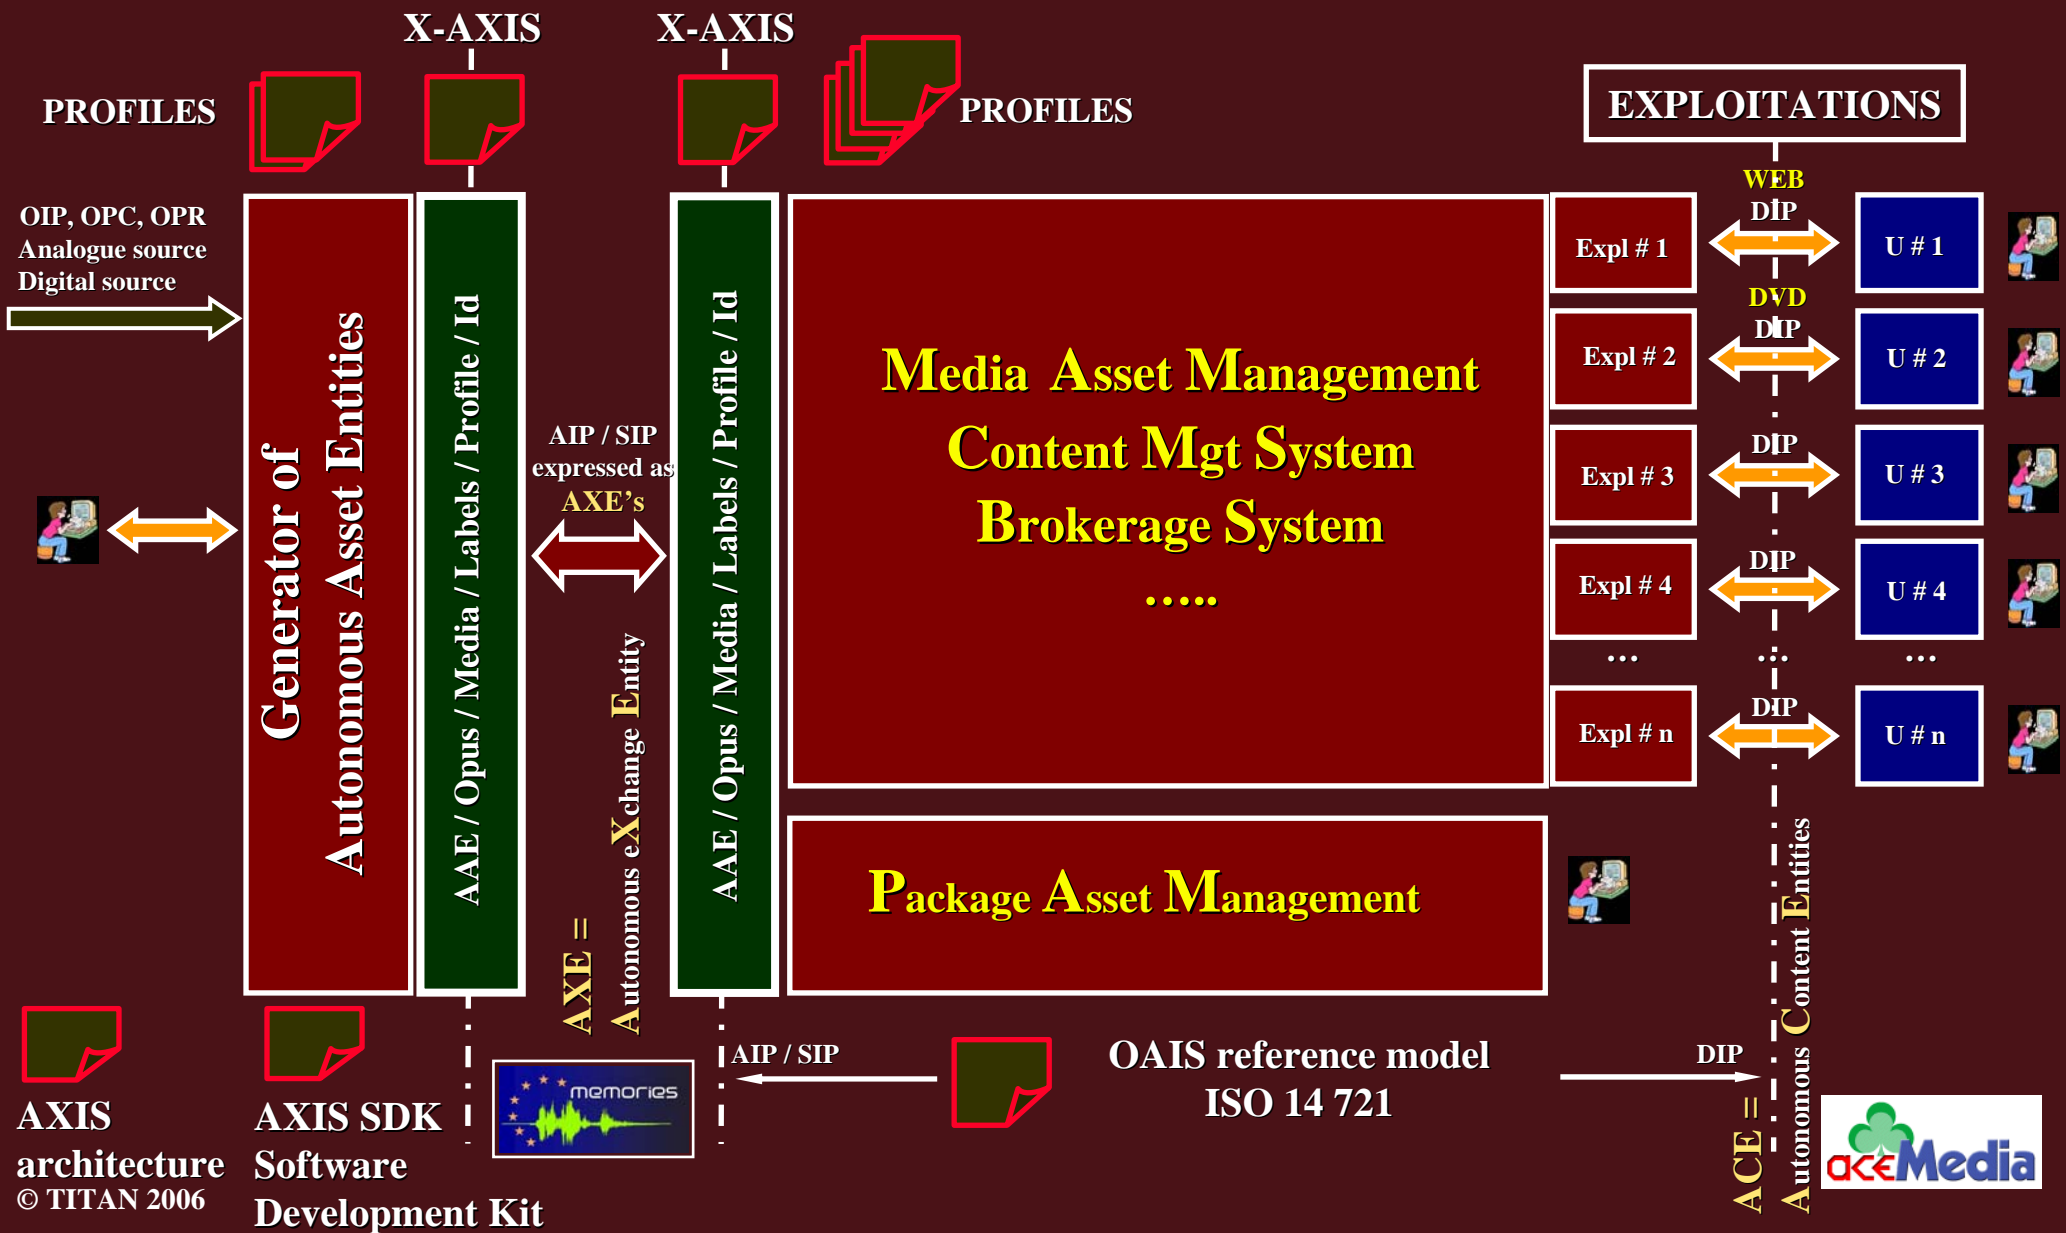 X-AXIS
X-AXIS
PROFILES
PROFILES
EXPLOITATIONS
OIP, OPC, OPR
Analogue source
Digital source
Generator of
Autonomous Asset Entities
AAE / Opus / Media / Labels / Profile / Id
AIP / SIP
expressed as
AXE's
AXE =
Autonomous eXchange Entity
AAE / Opus / Media / Labels / Profile / Id
Media Asset Management
Content Mgt System
Brokerage System
.....
Package Asset Management
Expl # 1
WEB
DIP
U # 1
Expl # 2
DVD
DIP
U # 2
Expl # 3
DIP
U # 3
Expl # 4
DIP
U # 4
...
...
...
Expl # n
DIP
U # n
ACE =
Autonomous Content Entities
AXIS
architecture
© TITAN 2006
AXIS SDK
Software
Development Kit
memories
AIP / SIP
OAIS reference model
ISO 14 721
DIP
aceMedia